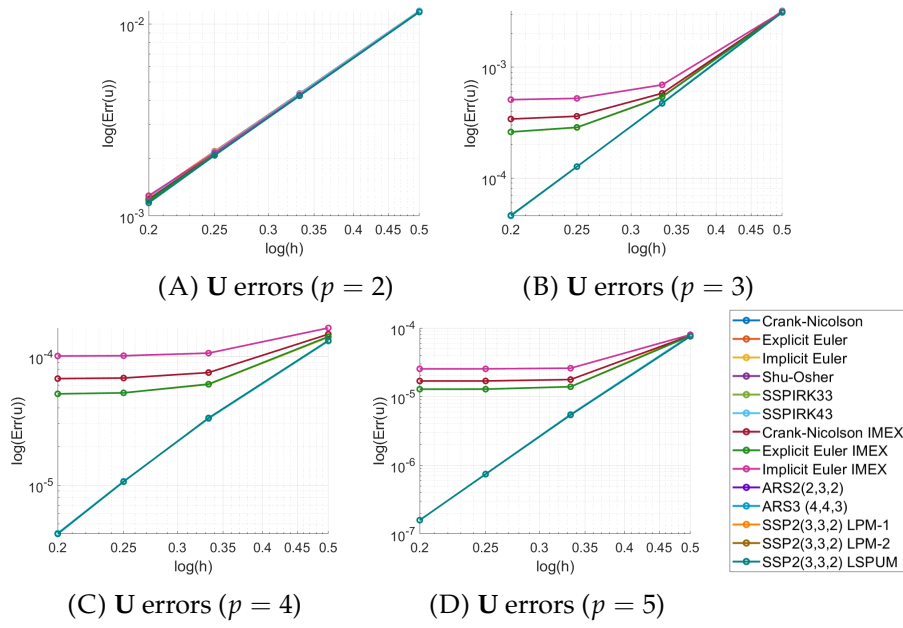 10^-2
10^-3
log(Err(u))
0.2 0.25 0.3 0.35 0.4 0.45 0.5
log(h)
(A) U errors (p = 2)
10^-3
10^-4
log(Err(u))
0.2 0.25 0.3 0.35 0.4 0.45 0.5
log(h)
(B) U errors (p = 3)
10^-4
10^-5
log(Err(u))
0.2 0.25 0.3 0.35 0.4 0.45 0.5
log(h)
(C) U errors (p = 4)
10^-4
10^-5
10^-6
10^-7
log(Err(u))
0.2 0.25 0.3 0.35 0.4 0.45 0.5
log(h)
(D) U errors (p = 5)
Crank-Nicolson
Explicit Euler
Implicit Euler
Shu-Osher
SSPIRK33
SSPIRK43
Crank-Nicolson IMEX
Explicit Euler IMEX
Implicit Euler IMEX
ARS2(2,3,2)
ARS3 (4,4,3)
SSP2(3,3,2) LPM-1
SSP2(3,3,2) LPM-2
SSP2(3,3,2) LSPUM